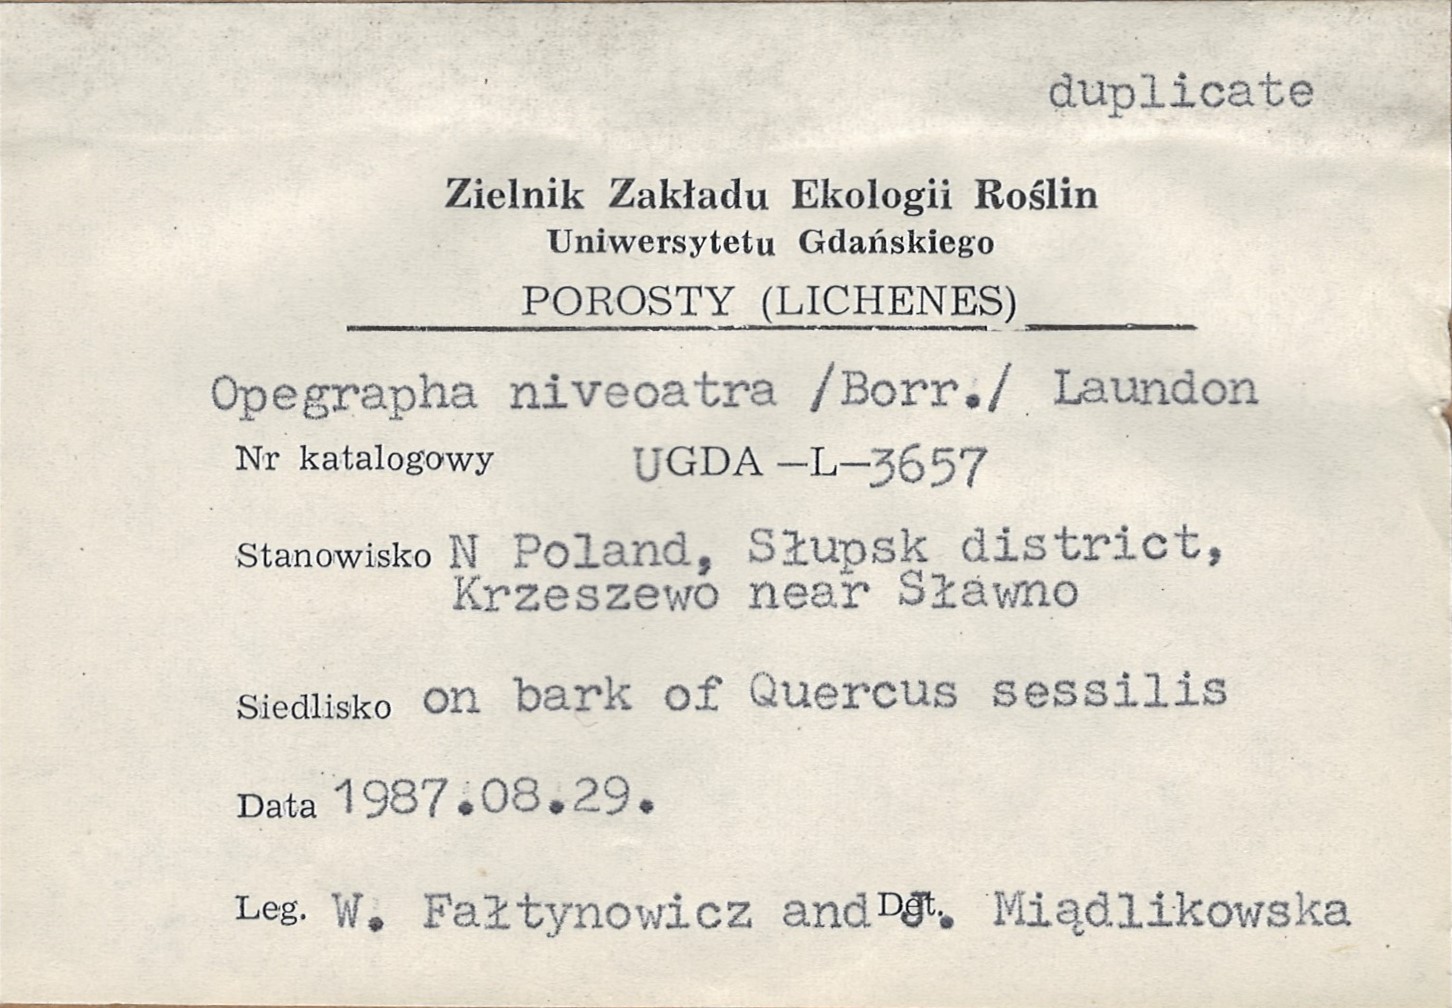 duplicate
Zielnik Zakładu Ekologii Roślin
Uniwersytetu Gdańskiego
POROSTY (LICHENES)
Opegrapha niveoatra /Borr./ Laundon
Nr katalogowy UGDA -L-3657
Stanowisko N Poland, Słupsk district,
Krzeszewo near Sławno
Siedlisko on bark of Quercus sessilis
Data 1987.08.29.
Leg. W. Fałtynowicz and Det. J. Miądlikowska